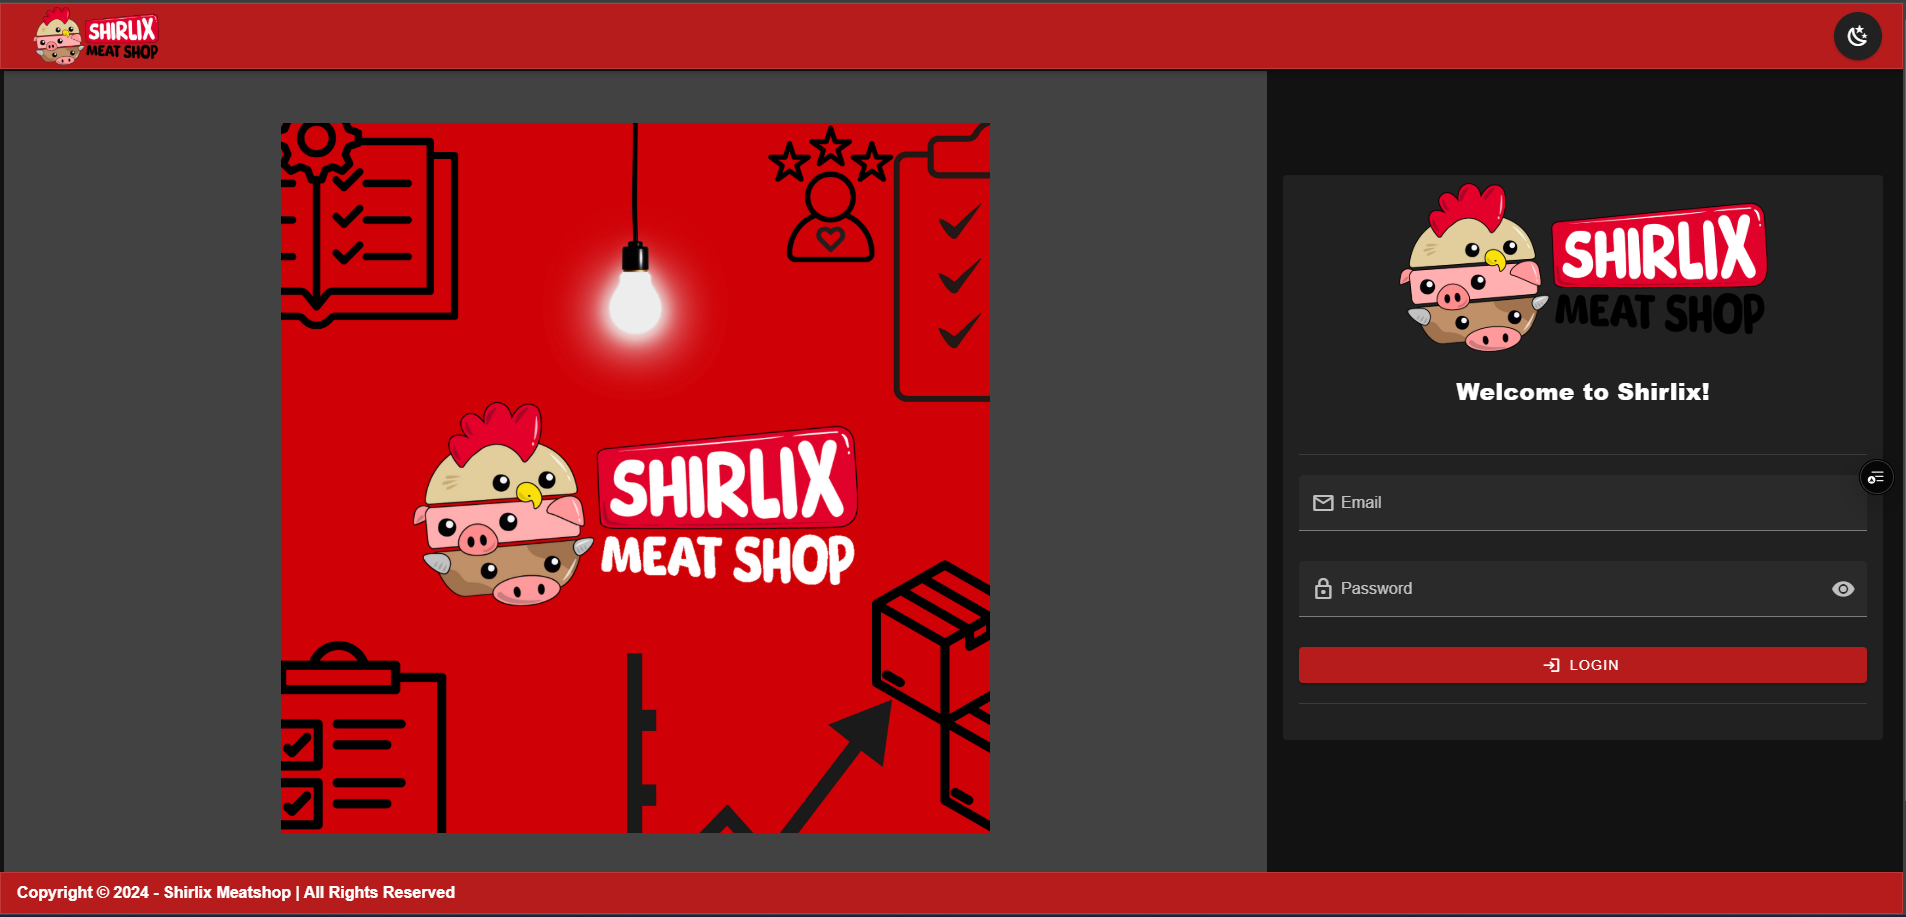 SHIRLIX
MEAT SHOP
SHIRLIX
MEAT SHOP
SHIRLIX
MEAT SHOP
Welcome to Shirlix!
Email
Password
LOGIN
Copyright © 2024 - Shirlix Meatshop | All Rights Reserved